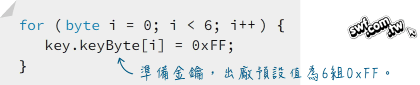 for (byte i = 0; i < 6; i++) {
key.keyByte[i] = 0xFF;
}
準備金鑰，出廠預設值為6組0xFF。
swf.com.tw